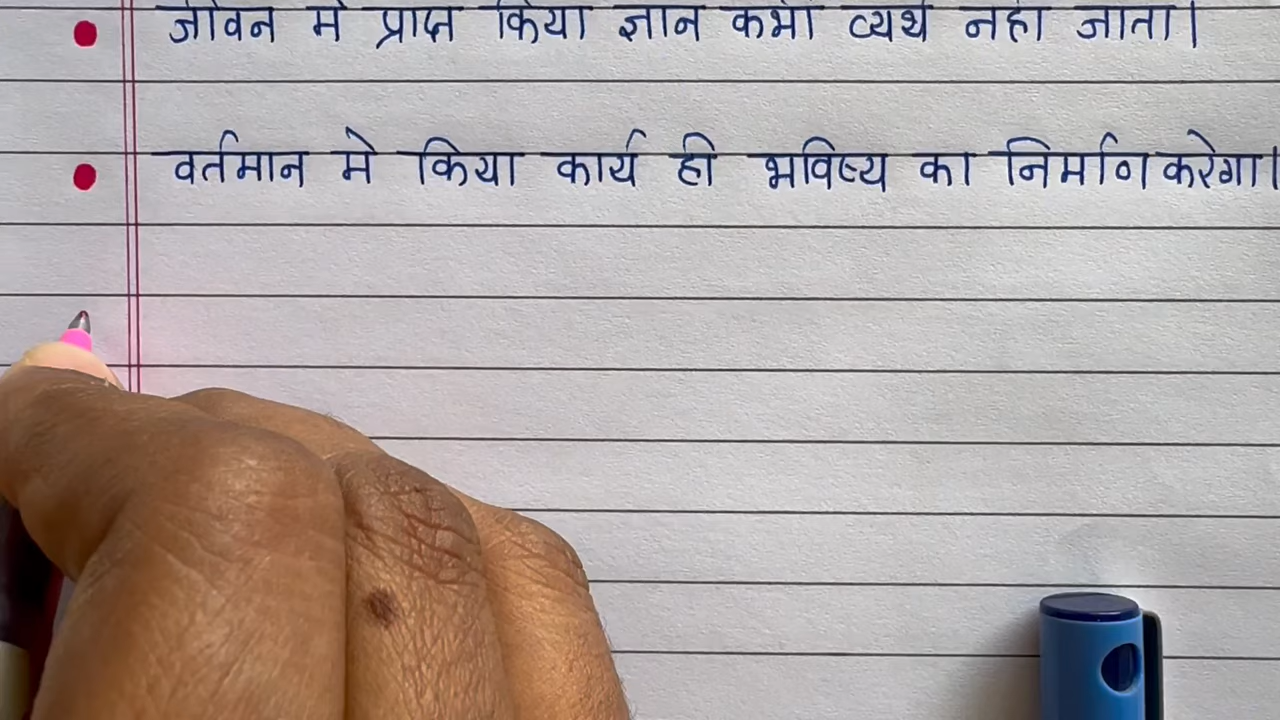 जीवन मे प्राप्त किया ज्ञान कभी व्यर्थ नही जाता।
वर्तमान मे किया कार्य ही भविष्य का निर्माण करेगा।